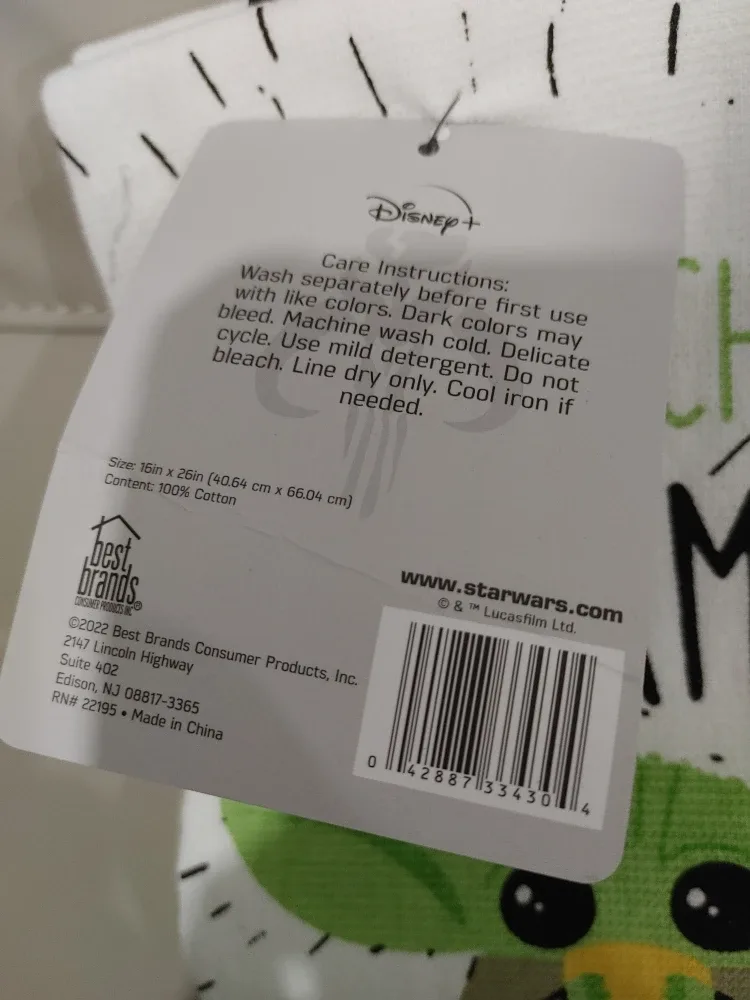 Disney+
Care Instructions:
Wash separately before first use
with like colors. Dark colors may
bleed. Machine wash cold. Delicate
cycle. Use mild detergent. Do not
bleach. Line dry only. Cool iron if
needed.
Size: 16in x 26in (40.64 cm x 66.04 cm)
Content: 100% Cotton
best
brands
CONSUMER PRODUCTS INC®
©2022 Best Brands Consumer Products, Inc.
2147 Lincoln Highway
Suite 402
Edison, NJ 08817-3365
RN# 22195 • Made in China
www.starwars.com
© & ™ Lucasfilm Ltd.
0 42887 33430 4